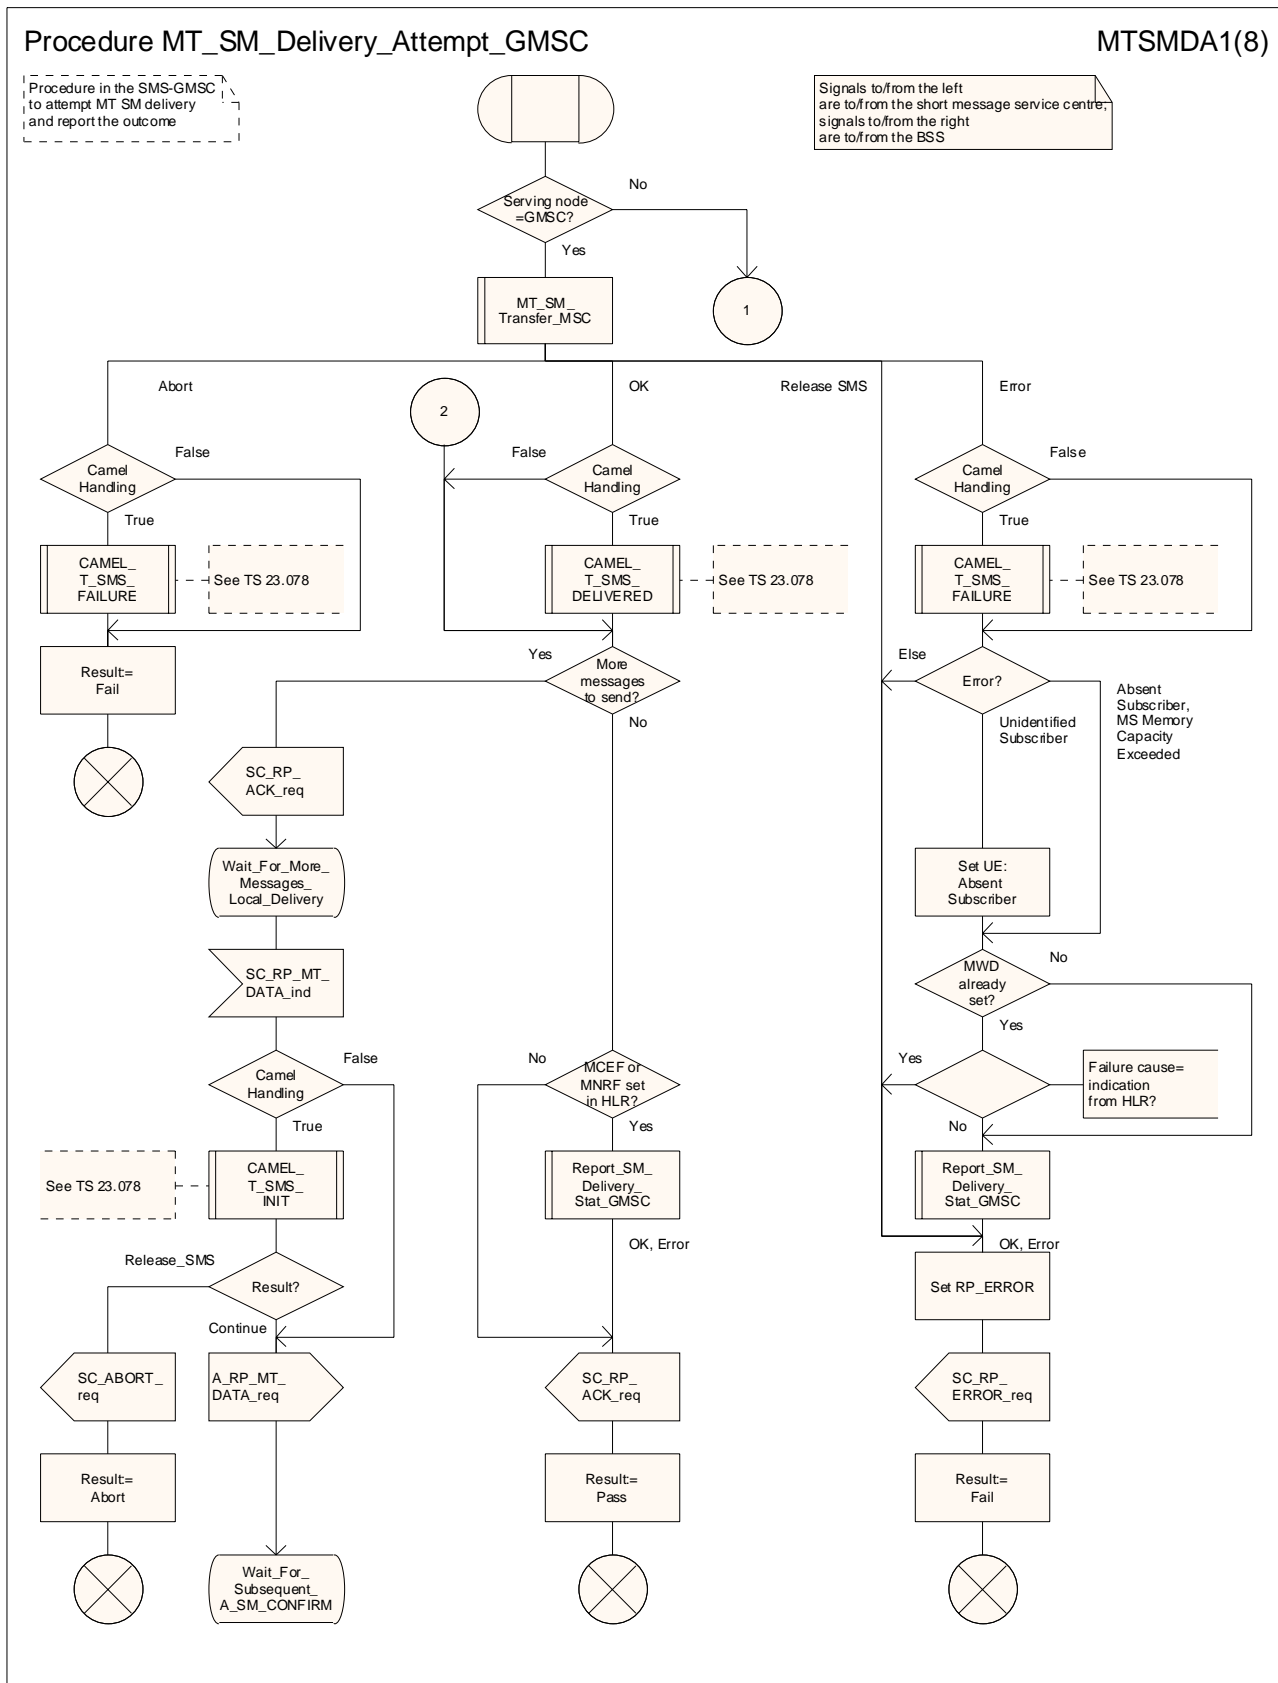 Procedure MT_SM_Delivery_Attempt_GMSC
MTSMDA1(8)
Procedure in the SMS-GMSC
to attempt MT SM delivery
and report the outcome
Signals to/from the left
are to/from the short message service centre;
signals to/from the right
are to/from the BSS
Serving node
=GMSC?
No
Yes
MT_SM_
Transfer_MSC
1
Abort
OK
Release SMS
Error
2
Camel
Handling
False
True
Camel
Handling
False
True
Camel
Handling
False
True
CAMEL_
T_SMS_
FAILURE
See TS 23.078
CAMEL_
T_SMS_
DELIVERED
See TS 23.078
CAMEL_
T_SMS_
FAILURE
See TS 23.078
Result:=
Fail
Yes
More
messages
to send?
No
Else
Error?
Unidentified
Subscriber
Absent
Subscriber,
MS Memory
Capacity
Exceeded
SC_RP_
ACK_req
Wait_For_More_
Messages_
Local_Delivery
Set UE:
Absent
Subscriber
SC_RP_MT_
DATA_ind
MWD
already
set?
No
Yes
Camel
Handling
False
True
No
MCEF or
MNRF set
in HLR?
Yes
Yes
No
Failure cause=
indication
from HLR?
See TS 23.078
CAMEL_
T_SMS_
INIT
Report_SM_
Delivery_
Stat_GMSC
Report_SM_
Delivery_
Stat_GMSC
OK, Error
OK, Error
Release_SMS
Result?
Continue
Set RP_ERROR
SC_ABORT_
req
A_RP_MT_
DATA_req
SC_RP_
ACK_req
SC_RP_
ERROR_req
Result:=
Abort
Result:=
Pass
Result:=
Fail
Wait_For_
Subsequent_
A_SM_CONFIRM